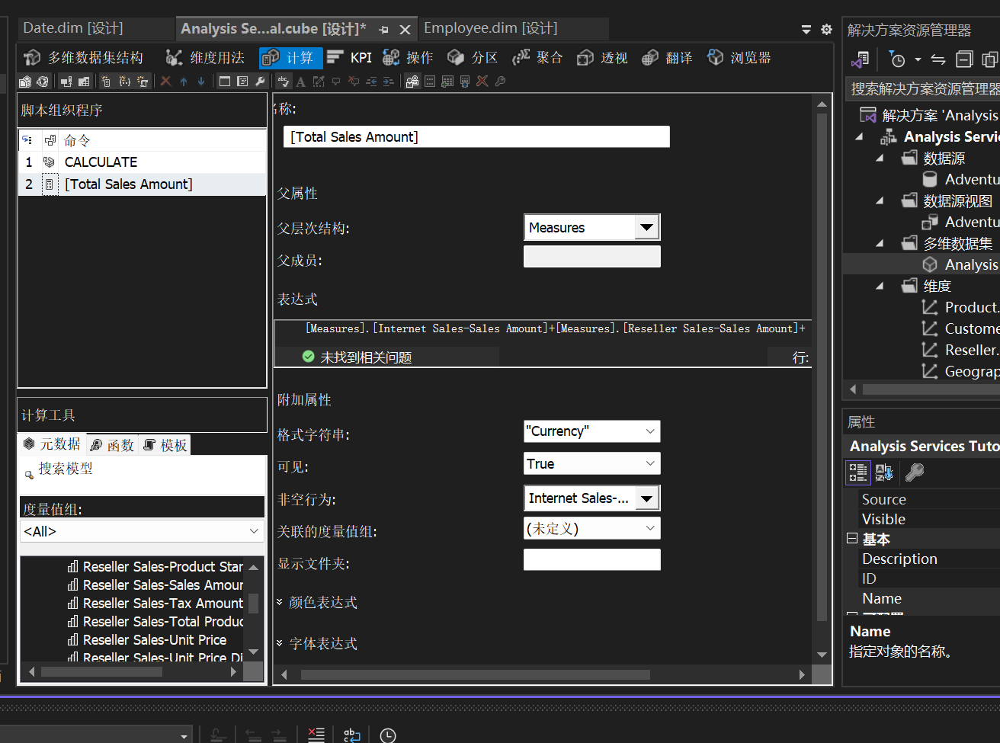 Date.dim [设计]
Analysis Se...al.cube [设计]*
Employee.dim [设计]
多维数据集结构
维度用法
计算
KPI
操作
分区
聚合
透视
翻译
浏览器
脚本组织程序
命令
1 CALCULATE
2 [Total Sales Amount]
计算工具
元数据
函数
模板
搜索模型
度量值组:
<All>
Reseller Sales-Product Star
Reseller Sales-Sales Amour
Reseller Sales-Tax Amount
Reseller Sales-Total Produc
Reseller Sales-Unit Price
Reseller Sales-Unit Price Di
名称:
[Total Sales Amount]
父属性
父层次结构:
Measures
父成员:
表达式
[Measures].[Internet Sales-Sales Amount]+[Measures].[Reseller Sales-Sales Amount]+
未找到相关问题
行:
附加属性
格式字符串:
"Currency"
可见:
True
非空行为:
Internet Sales-...
关联的度量值组:
(未定义)
显示文件夹:
颜色表达式
字体表达式
解决方案资源管理器
搜索解决方案资源管理器
解决方案 'Analysis
Analysis Servi
数据源
Adventu
数据源视图
Adventu
多维数据集
Analysis
维度
Product.
Custome
Reseller.
Geograp
属性
Analysis Services Tuto
Source
Visible
基本
Description
ID
Name
Name
指定对象的名称。